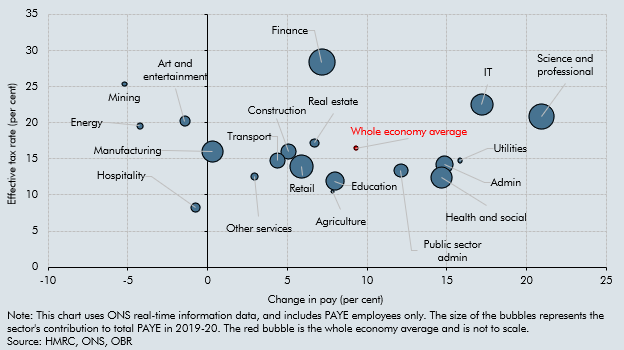 35
30
25
20
15
10
5
0
Effective tax rate (per cent)
Finance
Science and
professional
IT
Art and
entertainment
Mining
Real estate
Construction
Energy
Whole economy average
Transport
Manufacturing
Utilities
Hospitality
Retail
Education
Admin
Other services
Agriculture
Health and social
Public sector
admin
-10 -5 0 5 10 15 20 25
Change in pay (per cent)
Note: This chart uses ONS real-time information data, and includes PAYE employees only. The size of the bubbles represents the
sector's contribution to total PAYE in 2019-20. The red bubble is the whole economy average and is not to scale.
Source: HMRC, ONS, OBR